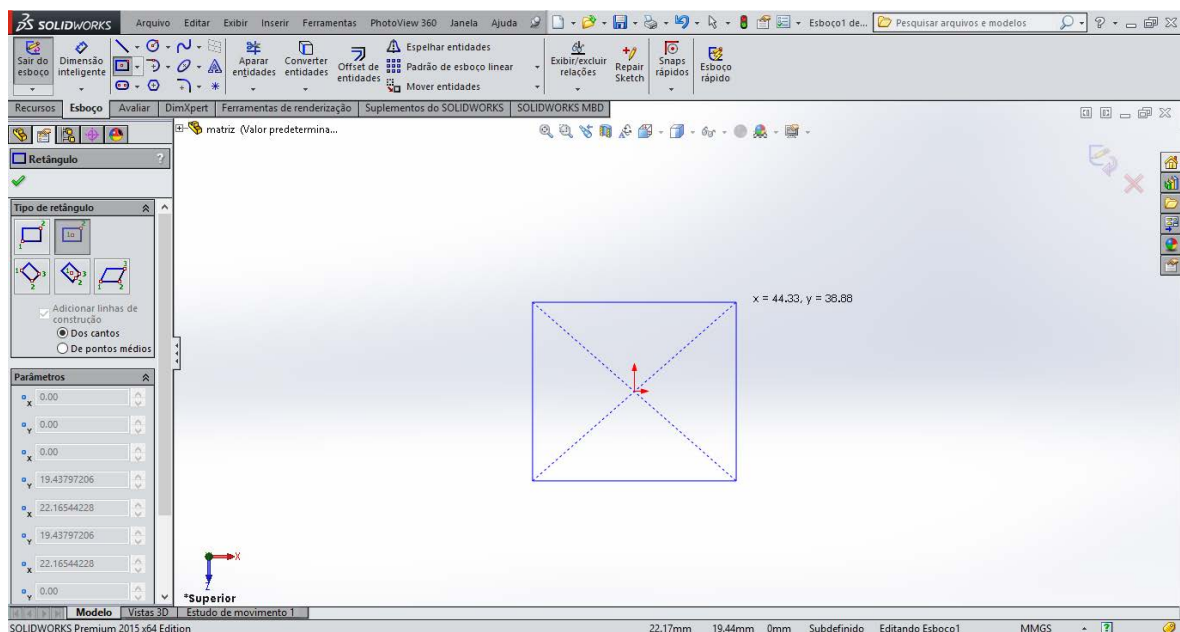 SOLIDWORKS Arquivo Editar Exibir Inserir Ferramentas PhotoView 360 Janela Ajuda Esboço1 de... Pesquisar arquivos e modelos
Sair do esboço
Dimensão inteligente
Aparar entidades
Converter entidades
Offset de entidades
Espelhar entidades
Padrão de esboço linear
Mover entidades
Exibir/excluir relações
Repair Sketch
Snaps rápidos
Esboço rápido
Recursos Esboço Avaliar DimXpert Ferramentas de renderização Suplementos do SOLIDWORKS SOLIDWORKS MBD
matriz (Valor predetermina...
Retângulo ?
Tipo de retângulo
Adicionar linhas de
construção
Dos cantos
De pontos médios
x = 44.33, y = 38.88
Parâmetros
X 0.00
Y 0.00
X 0.00
Y 19.43797206
X 22.16544228
Y 19.43797206
X 22.16544228
Y 0.00
X
Z
*Superior
Modelo Vistas 3D Estudo de movimento 1
SOLIDWORKS Premium 2015 x64 Edition 22.17mm 19.44mm 0mm Subdefinido Editando Esboço1 MMGS